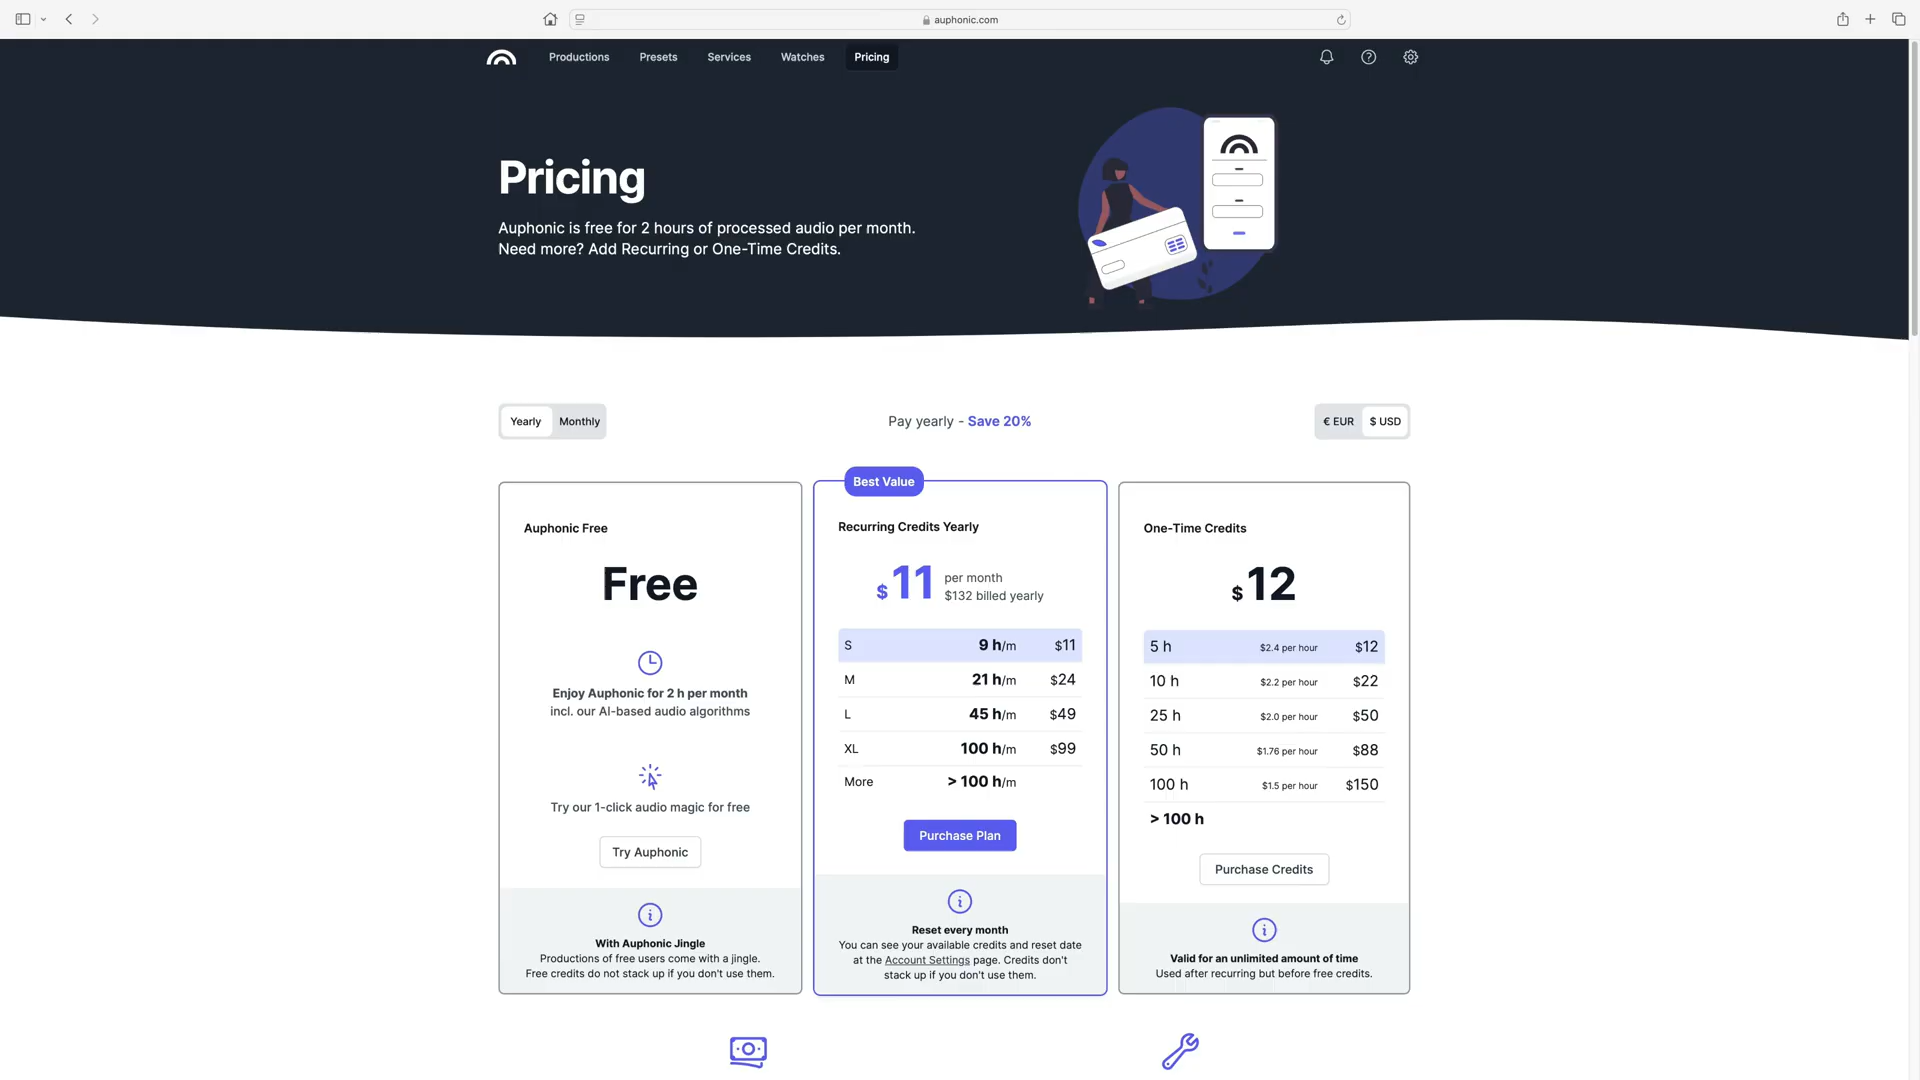 auphonic.com
Productions
Presets
Services
Watches
Pricing
Pricing
Auphonic is free for 2 hours of processed audio per month.
Need more? Add Recurring or One-Time Credits.
Yearly
Monthly
Pay yearly - Save 20%
€ EUR
$ USD
Auphonic Free
Free
Enjoy Auphonic for 2 h per month
incl. our AI-based audio algorithms
Try our 1-click audio magic for free
Try Auphonic
With Auphonic Jingle
Productions of free users come with a jingle.
Free credits do not stack up if you don't use them.
Best Value
Recurring Credits Yearly
$ 11
per month
$132 billed yearly
S 9 h/m $11
M 21 h/m $24
L 45 h/m $49
XL 100 h/m $99
More > 100 h/m
Purchase Plan
Reset every month
You can see your available credits and reset date
at the Account Settings page. Credits don't
stack up if you don't use them.
One-Time Credits
$ 12
5 h $2.4 per hour $12
10 h $2.2 per hour $22
25 h $2.0 per hour $50
50 h $1.76 per hour $88
100 h $1.5 per hour $150
> 100 h
Purchase Credits
Valid for an unlimited amount of time
Used after recurring but before free credits.